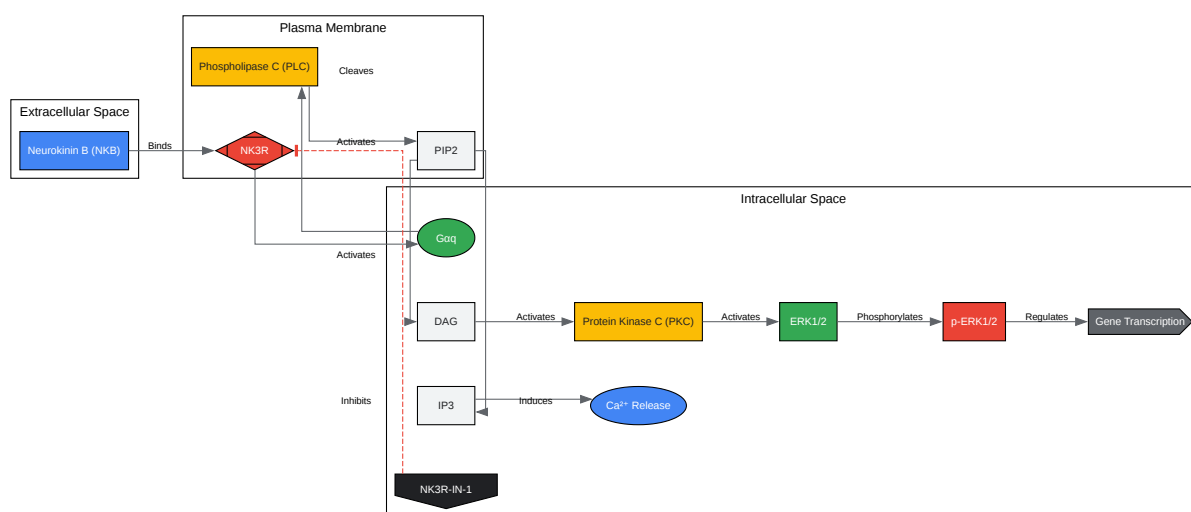 Plasma Membrane
Phospholipase C (PLC)
Cleaves
Extracellular Space
Neurokinin B (NKB)
Binds
NK3R
Activates
PIP2
Intracellular Space
Gαq
Activates
DAG
Activates
Protein Kinase C (PKC)
Activates
ERK1/2
Phosphorylates
p-ERK1/2
Regulates
Gene Transcription
Inhibits
IP3
Induces
Ca²⁺ Release
NK3R-IN-1